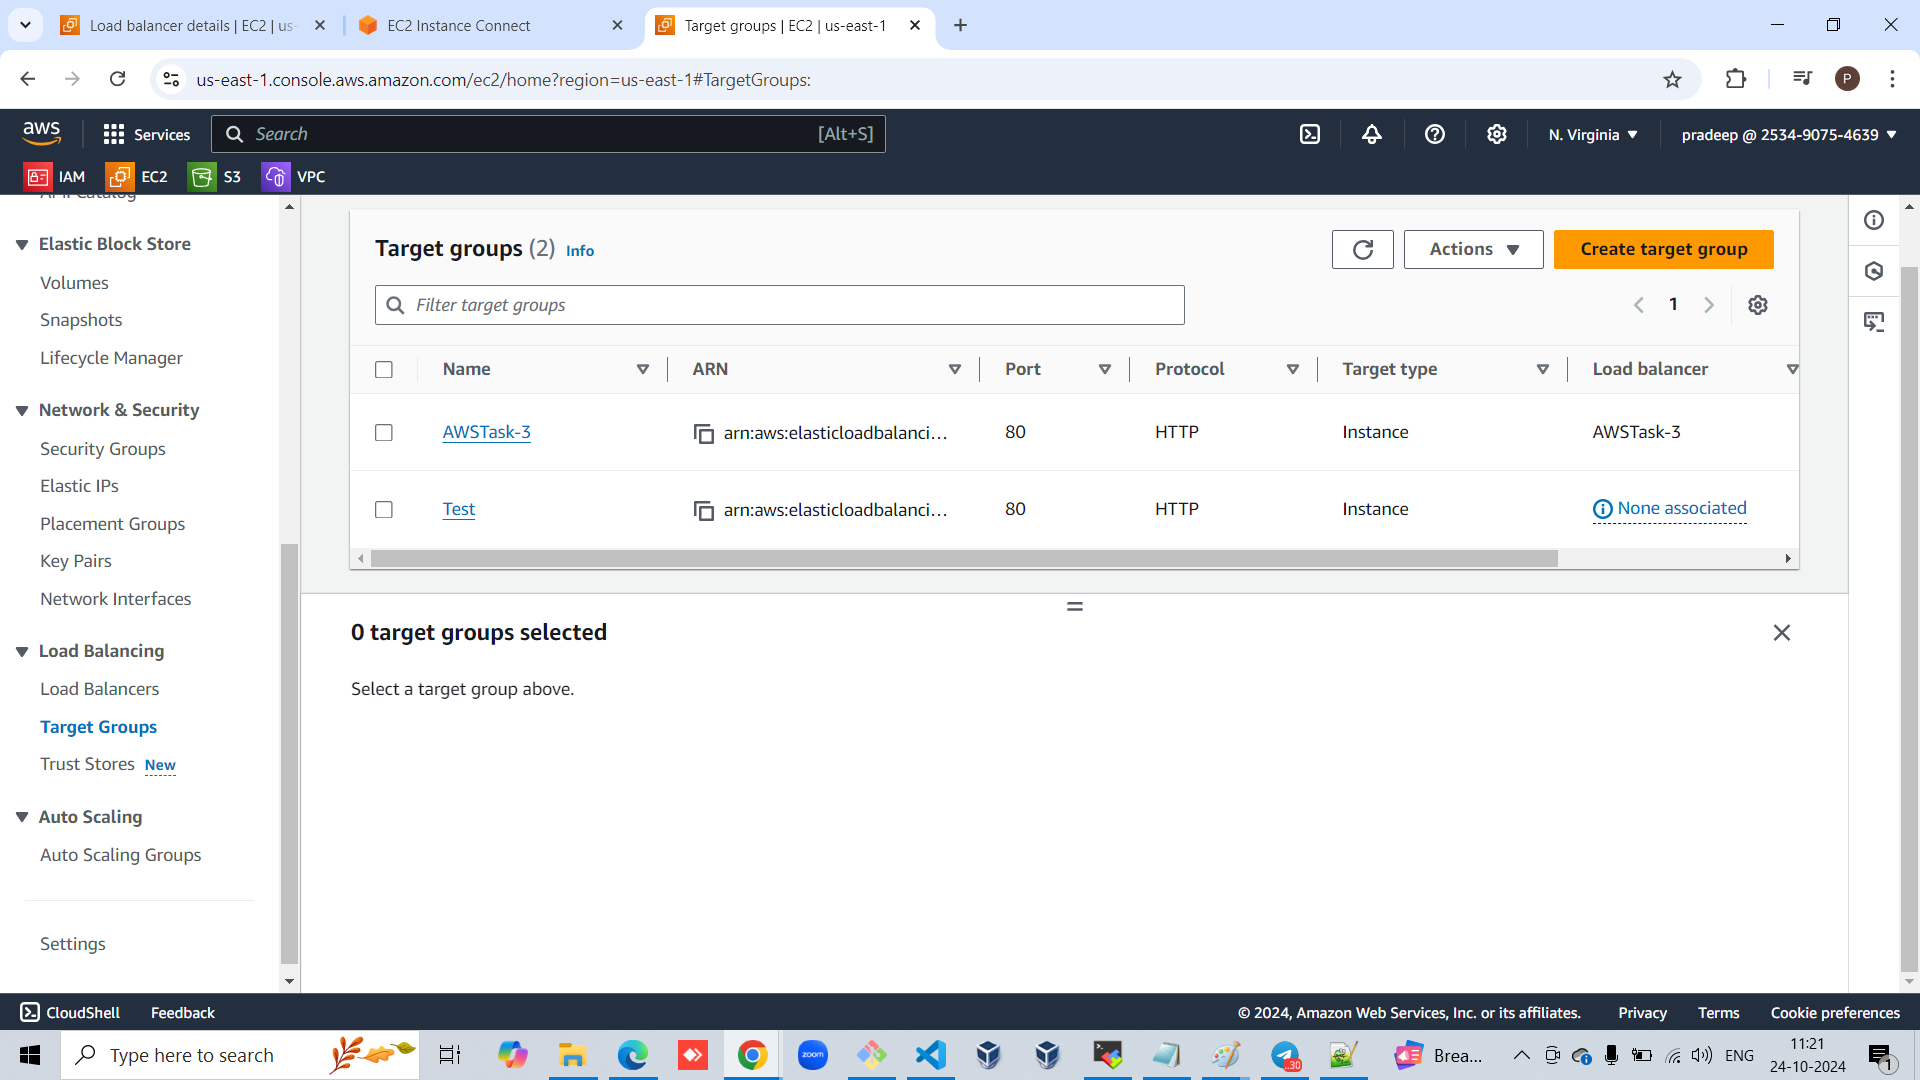 Load balancer details | EC2 | us-
EC2 Instance Connect
Target groups | EC2 | us-east-1
us-east-1.console.aws.amazon.com/ec2/home?region=us-east-1#TargetGroups:
P
aws
Services
Search
[Alt+S]
N. Virginia
pradeep @ 2534-9075-4639
IAM
EC2
S3
VPC
AMI Catalog
Elastic Block Store
Volumes
Snapshots
Lifecycle Manager
Network & Security
Security Groups
Elastic IPs
Placement Groups
Key Pairs
Network Interfaces
Load Balancing
Load Balancers
Target Groups
Trust Stores New
Auto Scaling
Auto Scaling Groups
Settings
Target groups (2) Info
Actions
Create target group
Filter target groups
1
Name ARN Port Protocol Target type Load balancer
AWSTask-3 arn:aws:elasticloadbalanci... 80 HTTP Instance AWSTask-3
Test arn:aws:elasticloadbalanci... 80 HTTP Instance None associated
0 target groups selected
Select a target group above.
CloudShell
Feedback
© 2024, Amazon Web Services, Inc. or its affiliates.
Privacy
Terms
Cookie preferences
Type here to search
zoom
..30
Brea...
ENG
11:21
24-10-2024
1